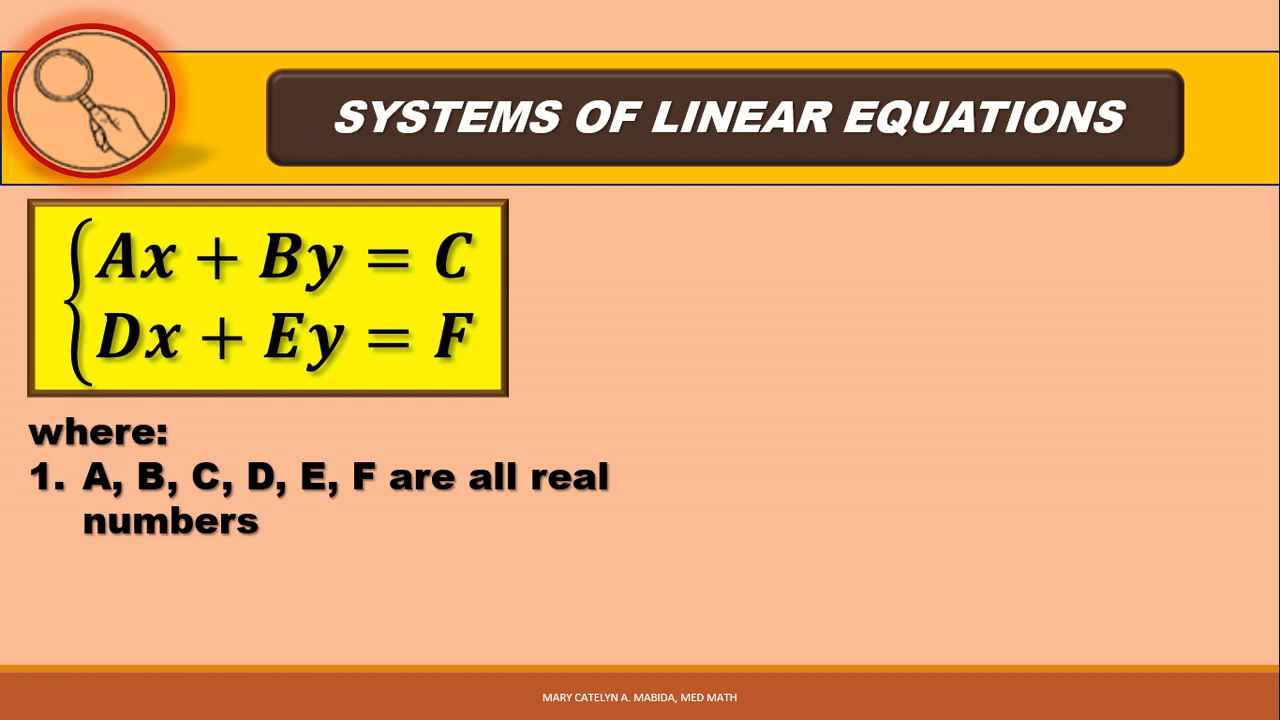 SYSTEMS OF LINEAR EQUATIONS
Ax + By = C
Dx + Ey = F
where:
1. A, B, C, D, E, F are all real
numbers
MARY CATELYN A. MABIDA, MED MATH